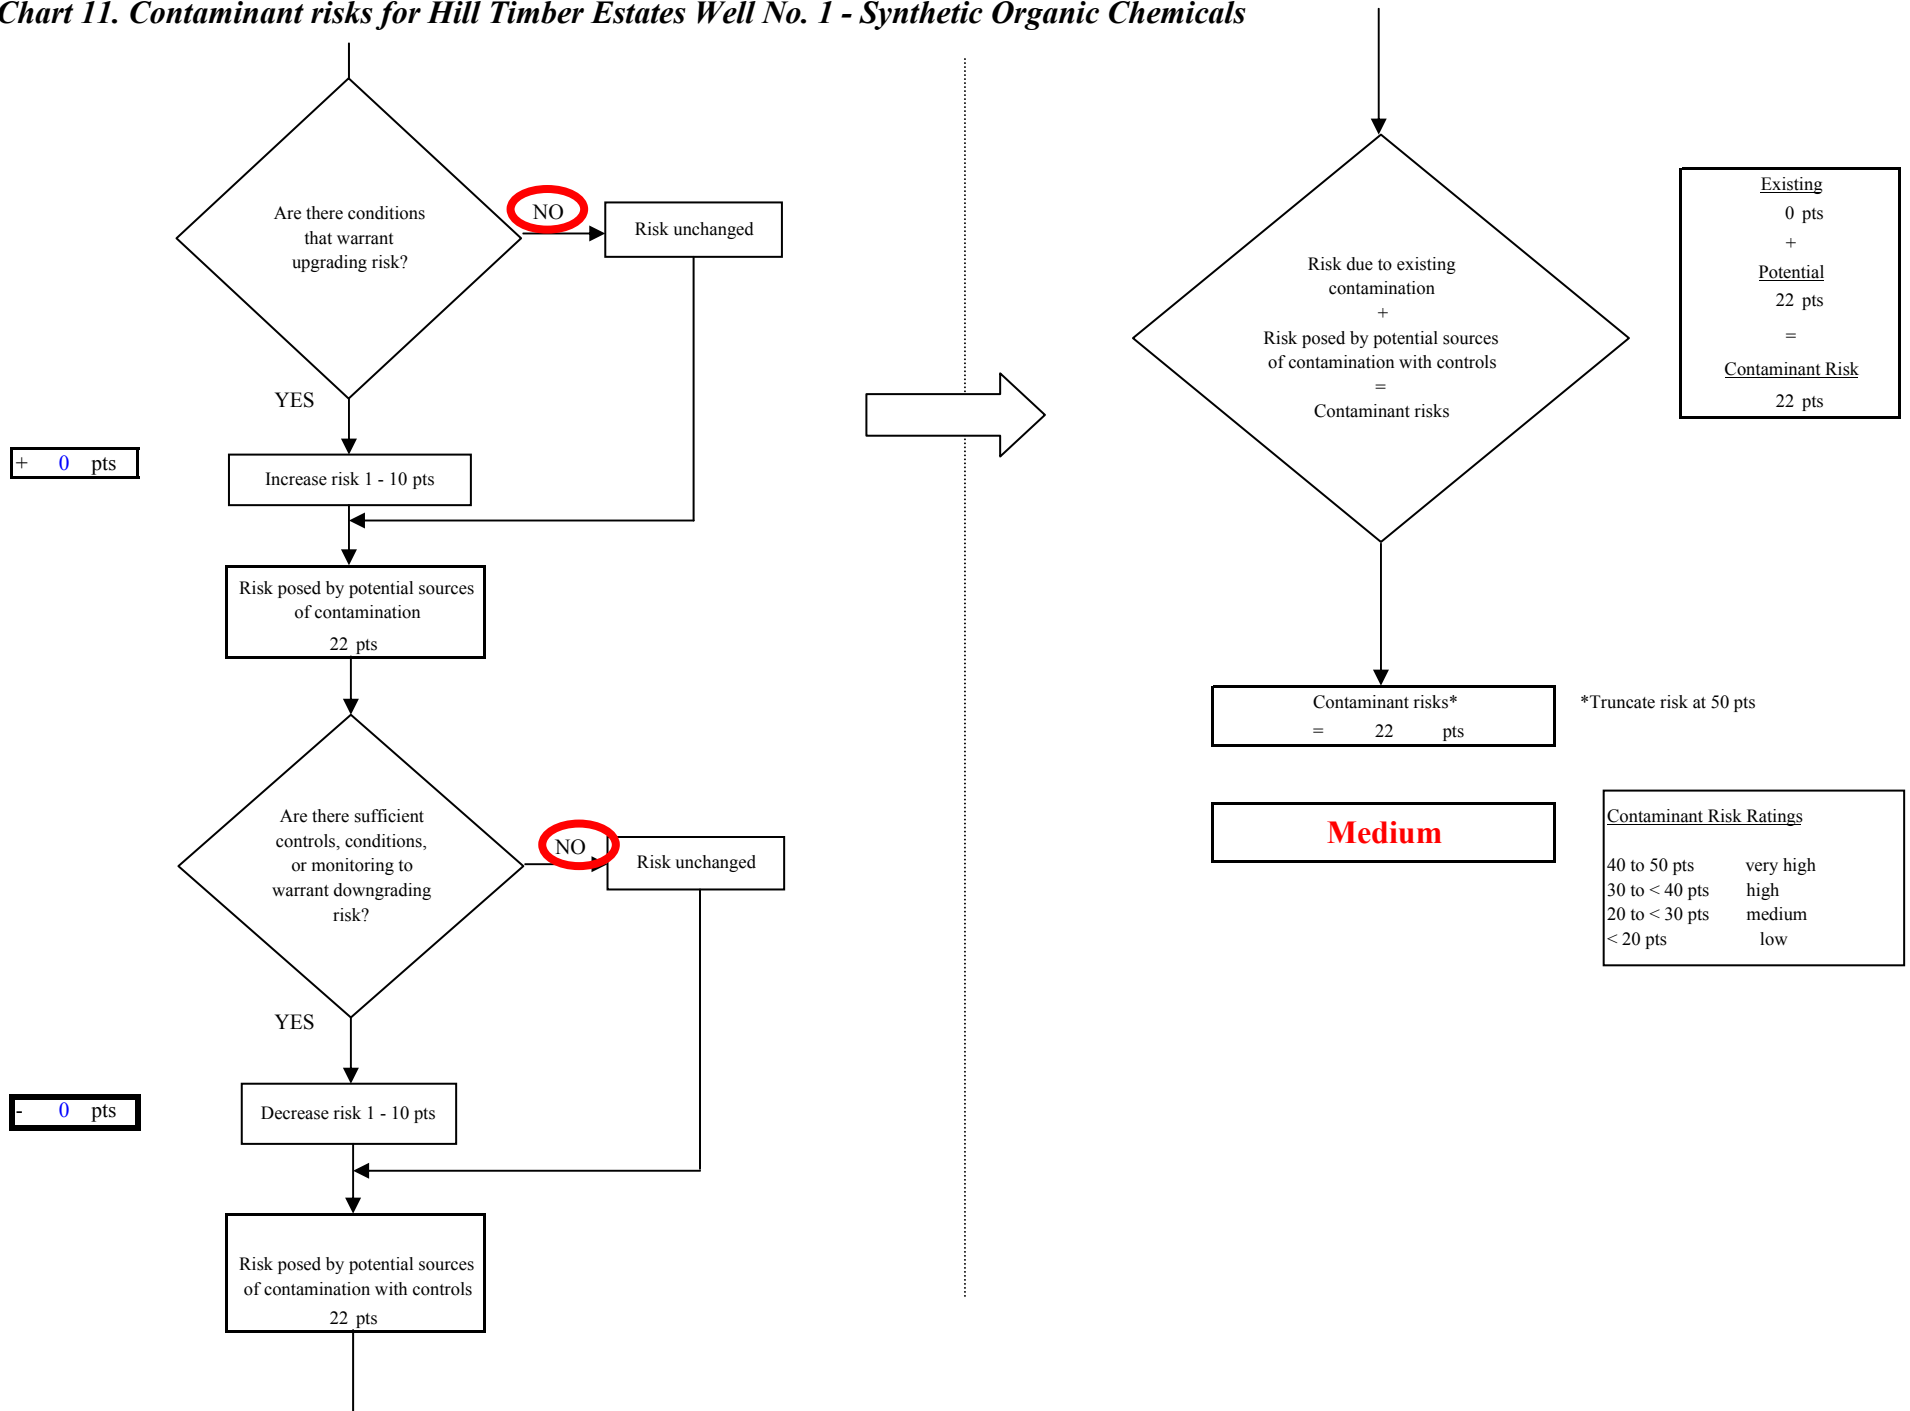 Chart 11. Contaminant risks for Hill Timber Estates Well No. 1 - Synthetic Organic Chemicals
Are there conditions
that warrant
upgrading risk?
NO
Risk unchanged
YES
+ 0 pts
Increase risk 1 - 10 pts
Risk posed by potential sources
of contamination
22 pts
Are there sufficient
controls, conditions,
or monitoring to
warrant downgrading
risk?
NO
Risk unchanged
YES
- 0 pts
Decrease risk 1 - 10 pts
Risk posed by potential sources
of contamination with controls
22 pts
Risk due to existing
contamination
+
Risk posed by potential sources
of contamination with controls
=
Contaminant risks
Existing
0 pts
+
Potential
22 pts
=
Contaminant Risk
22 pts
Contaminant risks*
= 22 pts
*Truncate risk at 50 pts
Medium
Contaminant Risk Ratings
40 to 50 pts very high
30 to < 40 pts high
20 to < 30 pts medium
< 20 pts low